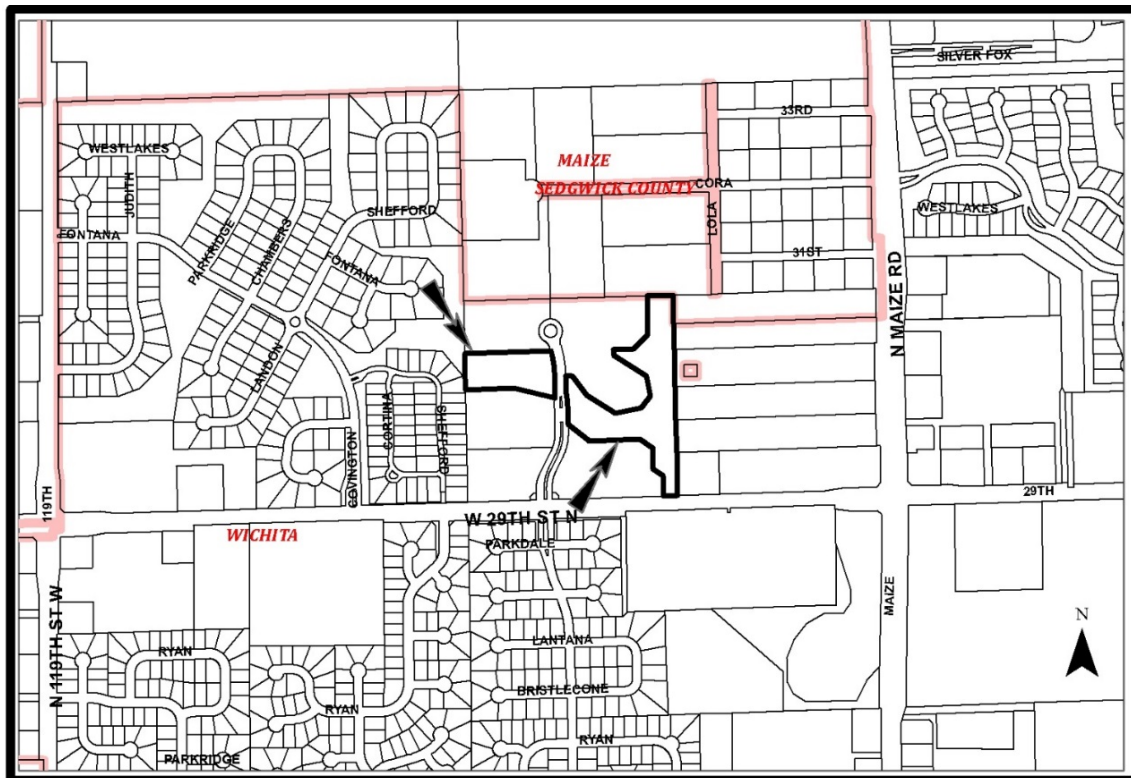 SILVER FOX
33RD
WESTLAKES
MAIZE
SEDGWICK COUNTY
CORA
JUDITH
LOLA
WESTLAKES
SHEFFORD
FONTANA
PARKRIDGE
CHAMBERS
FONTANA
31ST
N MAIZE RD
LANDON
CORTINA
SHEFFORD
COVINGTON
119TH
29TH
W 29TH ST N
WICHITA
PARKDALE
MAIZE
N
N 119TH ST W
RYAN
LANTANA
BRISTLECONE
RYAN
RYAN
PARKRIDGE